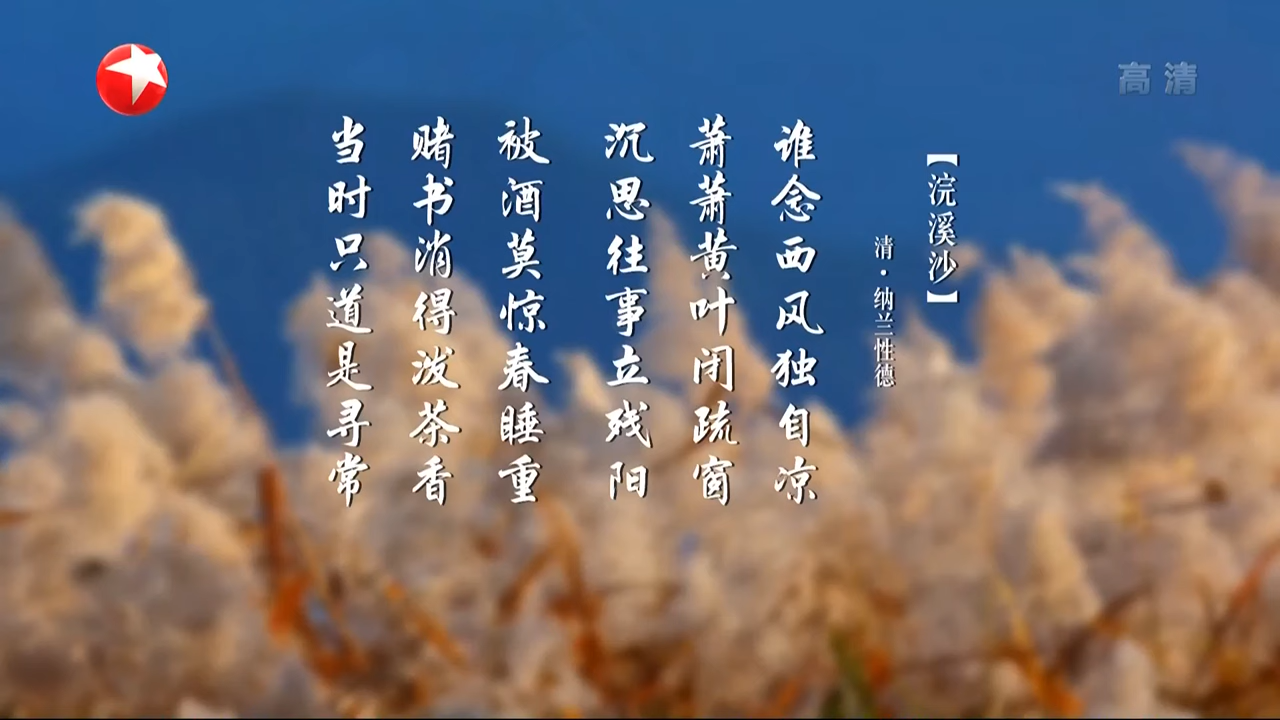 高清
【浣溪沙】
清·纳兰性德
谁念西风独自凉
萧萧黄叶闭疏窗
沉思往事立残阳
被酒莫惊春睡重
赌书消得泼茶香
当时只道是寻常